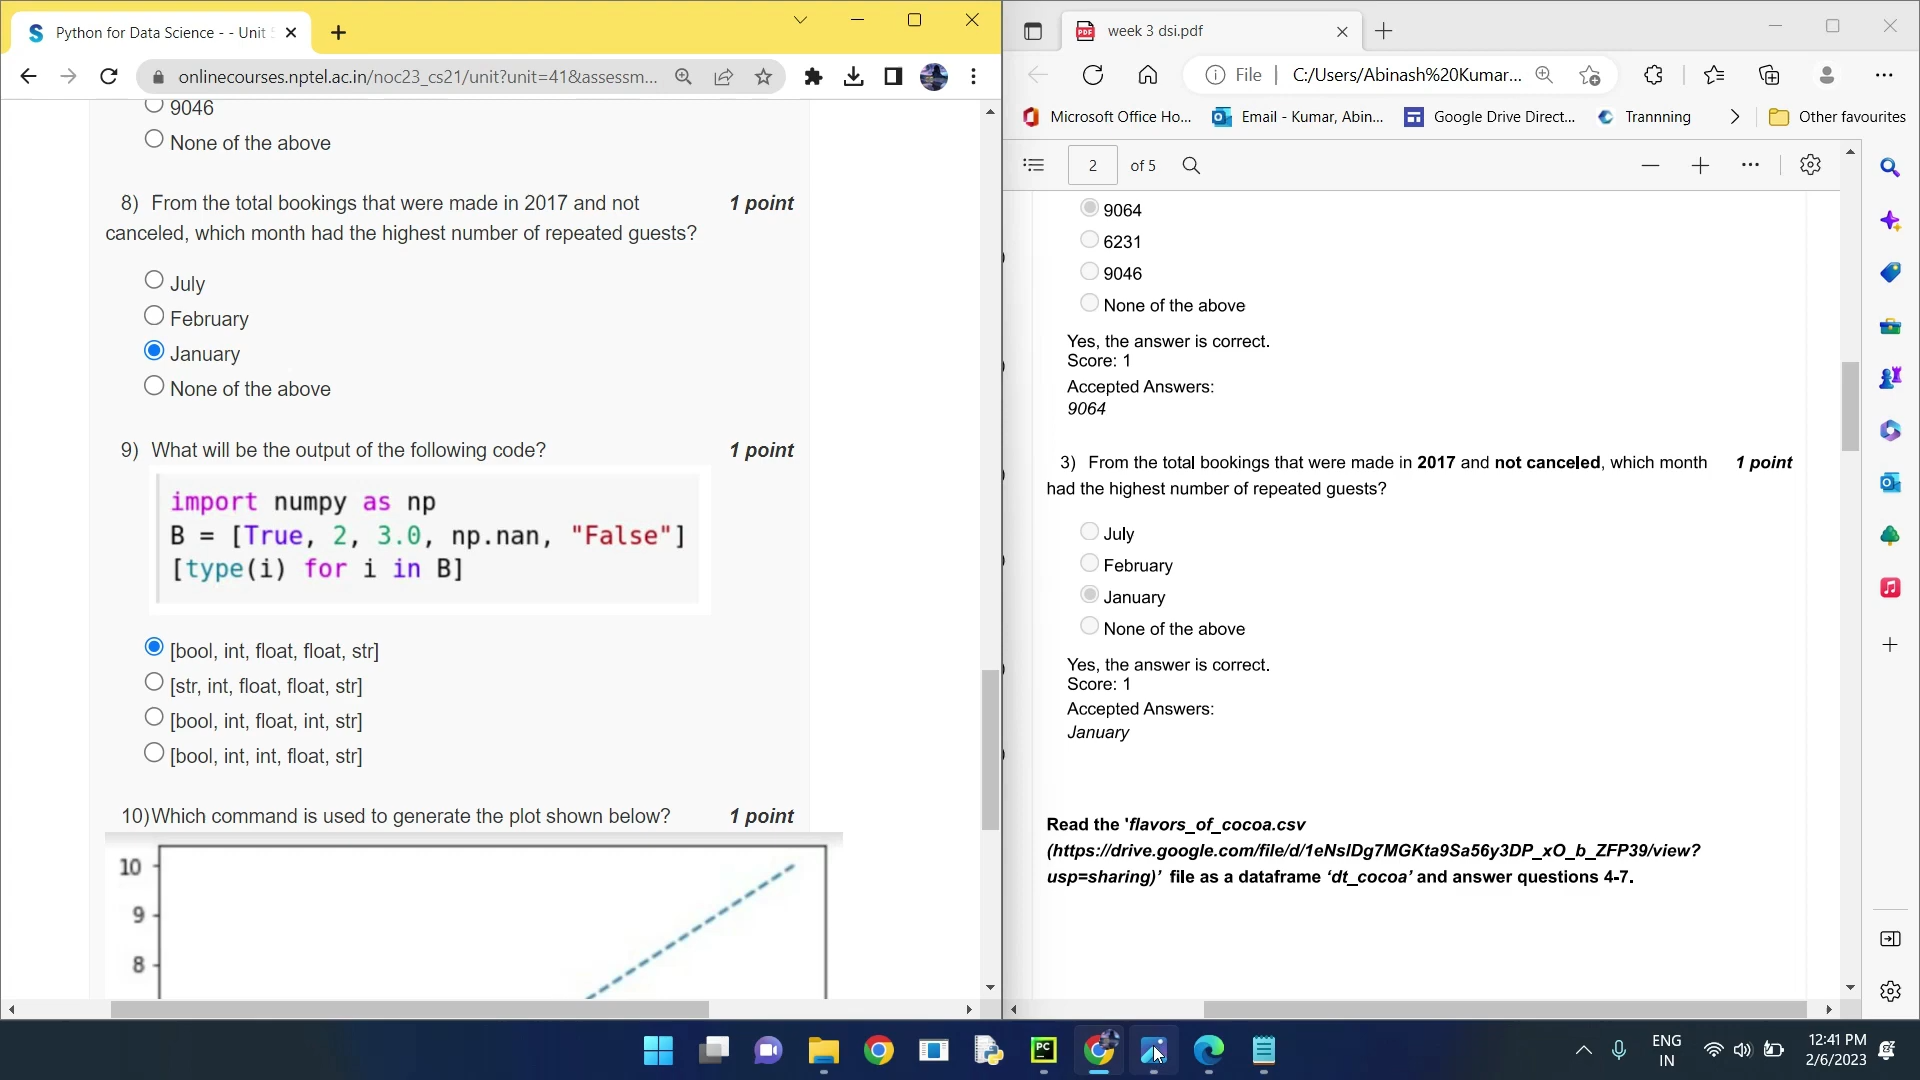 Python for Data Science - - Unit
onlinecourses.nptel.ac.in/noc23_cs21/unit?unit=41&assessm...
9046
None of the above
8) From the total bookings that were made in 2017 and not 1 point
canceled, which month had the highest number of repeated guests?
July
February
January
None of the above
9) What will be the output of the following code? 1 point
import numpy as np
B = [True, 2, 3.0, np.nan, "False"]
[type(i) for i in B]
[bool, int, float, float, str]
[str, int, float, float, str]
[bool, int, float, int, str]
[bool, int, int, float, str]
10) Which command is used to generate the plot shown below? 1 point
10
9
8
week 3 dsi.pdf
File | C:/Users/Abinash%20Kumar...
Microsoft Office Ho... Email - Kumar, Abin... Google Drive Direct... Trannning Other favourites
2 of 5
9064
6231
9046
None of the above
Yes, the answer is correct.
Score: 1
Accepted Answers:
9064
3) From the total bookings that were made in 2017 and not canceled, which month 1 point
had the highest number of repeated guests?
July
February
January
None of the above
Yes, the answer is correct.
Score: 1
Accepted Answers:
January
Read the 'flavors_of_cocoa.csv
(https://drive.google.com/file/d/1eNslDg7MGKta9Sa56y3DP_xO_b_ZFP39/view?
usp=sharing)’ file as a dataframe ‘dt_cocoa’ and answer questions 4-7.
ENG
IN
12:41 PM
2/6/2023